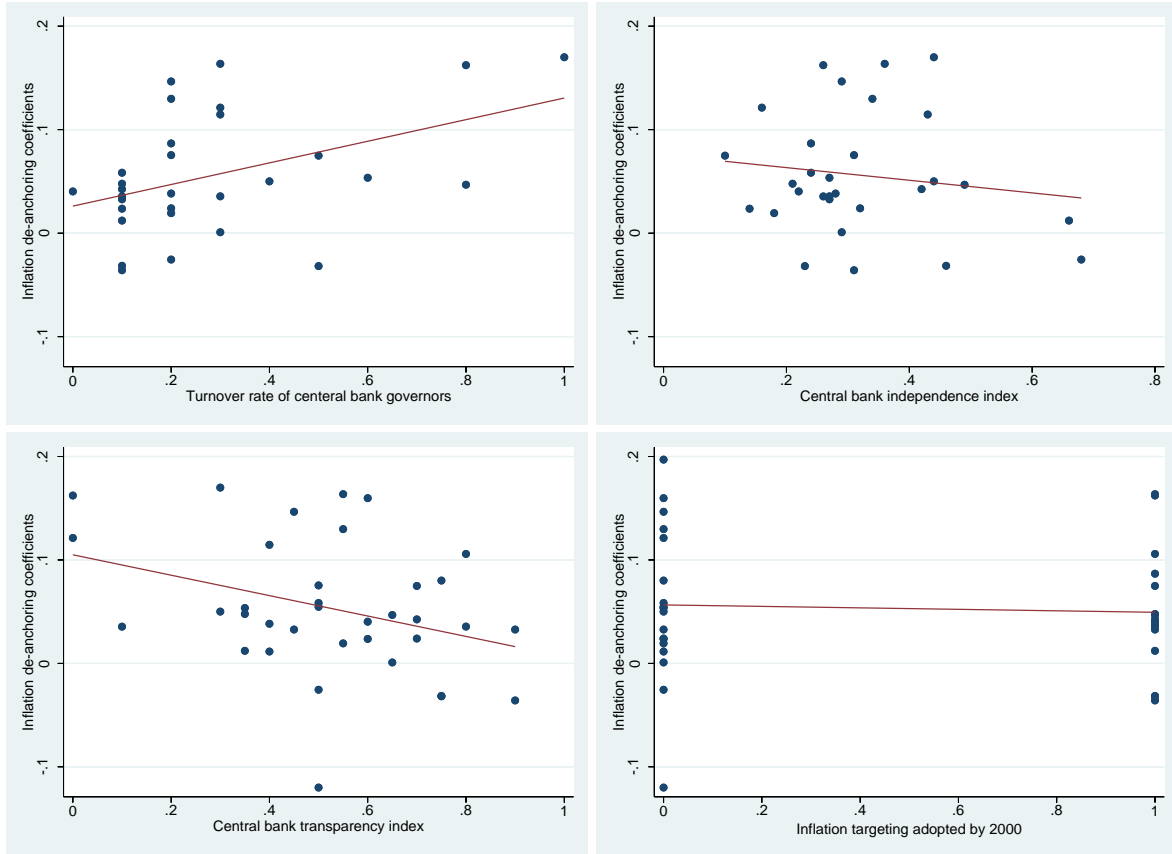 .2
.1
0
-.1
Inflation de-anchoring coefficients
0 .2 .4 .6 .8 1
Turnover rate of centeral bank governors
.2
.1
0
-.1
Inflation de-anchoring coefficients
0 .2 .4 .6 .8
Central bank independence index
.2
.1
0
-.1
Inflation de-anchoring coefficients
0 .2 .4 .6 .8 1
Central bank transparency index
.2
.1
0
-.1
Inflation de-anchoring coefficients
0 .2 .4 .6 .8 1
Inflation targeting adopted by 2000